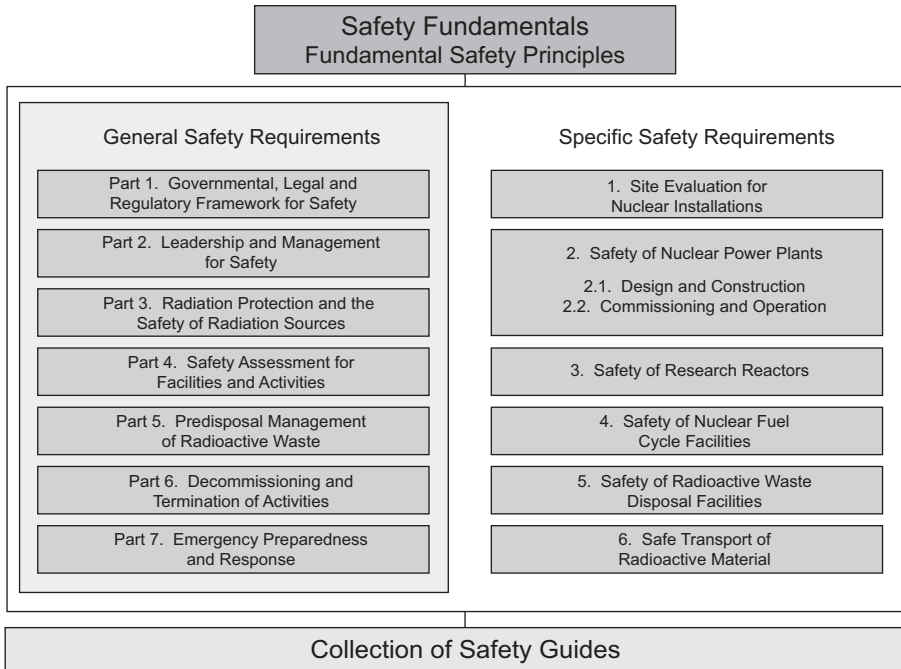 Safety Fundamentals
Fundamental Safety Principles
General Safety Requirements
Part 1. Governmental, Legal and
Regulatory Framework for Safety
Part 2. Leadership and Management
for Safety
Part 3. Radiation Protection and the
Safety of Radiation Sources
Part 4. Safety Assessment for
Facilities and Activities
Part 5. Predisposal Management
of Radioactive Waste
Part 6. Decommissioning and
Termination of Activities
Part 7. Emergency Preparedness
and Response
Specific Safety Requirements
1. Site Evaluation for
Nuclear Installations
2. Safety of Nuclear Power Plants
2.1. Design and Construction
2.2. Commissioning and Operation
3. Safety of Research Reactors
4. Safety of Nuclear Fuel
Cycle Facilities
5. Safety of Radioactive Waste
Disposal Facilities
6. Safe Transport of
Radioactive Material
Collection of Safety Guides